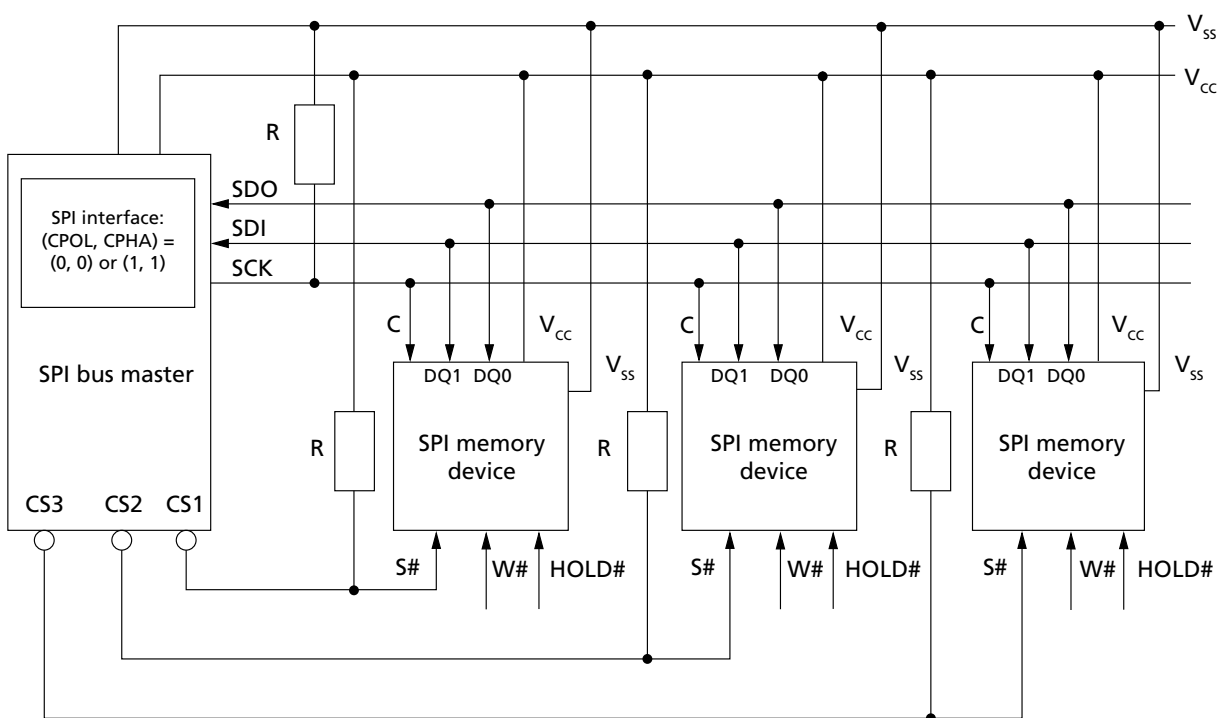 V_SS
V_CC
R
SDO
SDI
SCK
SPI interface:
(CPOL, CPHA) =
(0, 0) or (1, 1)
SPI bus master
CS3 CS2 CS1
C
V_CC
V_SS
DQ1 DQ0
SPI memory
device
R
S#
W#
HOLD#
C
V_CC
V_SS
DQ1 DQ0
SPI memory
device
R
S#
W#
HOLD#
C
V_CC
V_SS
DQ1 DQ0
SPI memory
device
R
S#
W#
HOLD#